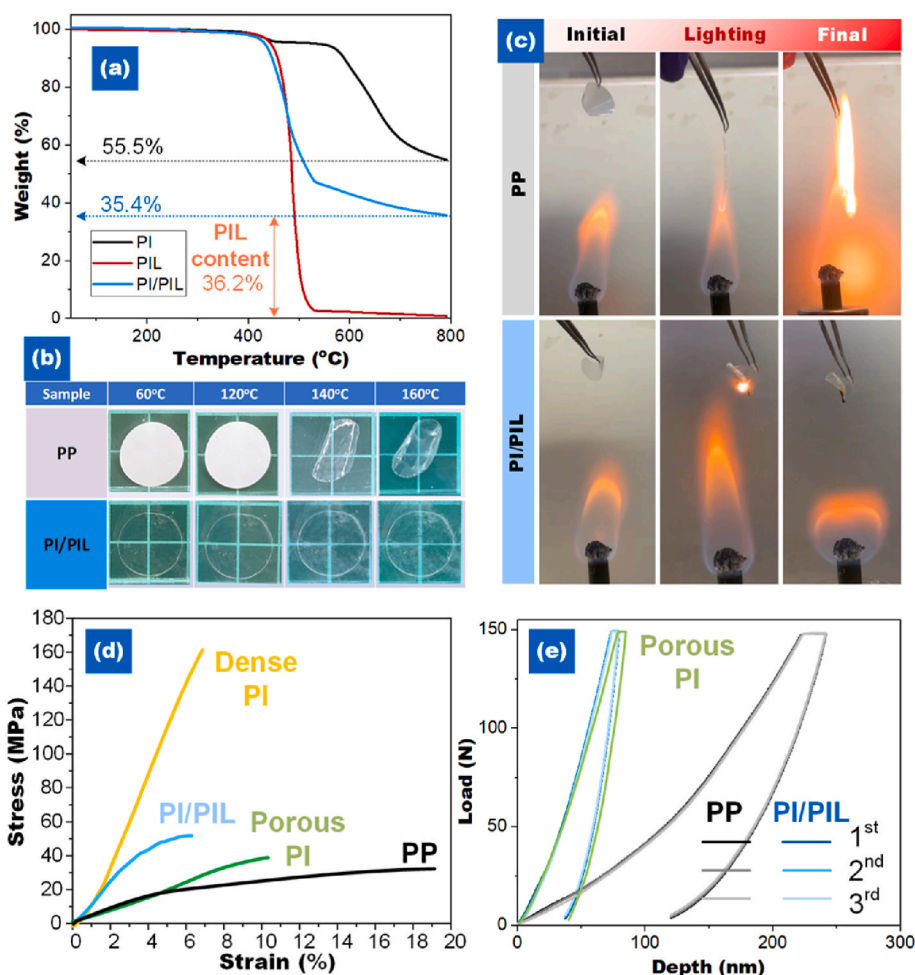 (a)
100
80
60
40
20
0
Weight (%)
55.5%
35.4%
PI
PIL
PI/PIL
PIL
content
36.2%
200
400
600
800
Temperature (°C)
(b)
Sample
60°C
120°C
140°C
160°C
PP
PI/PIL
(c)
Initial
Lighting
Final
PP
PI/PIL
(d)
180
160
140
120
100
80
60
40
20
0
Stress (MPa)
Dense
PI
PI/PIL
Porous
PI
PP
0
2
4
6
8
10
12
14
16
18
20
Strain (%)
(e)
150
100
50
0
Load (N)
Porous
PI
PP
PI/PIL
1st
2nd
3rd
0
100
200
300
Depth (nm)